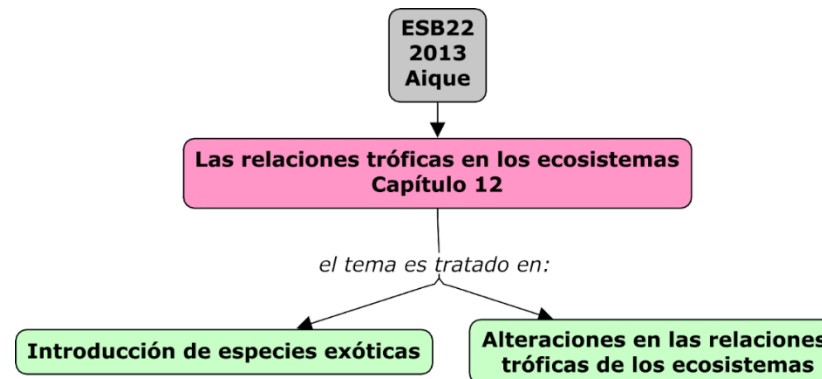 ESB22
2013
Aique
Las relaciones tróficas en los ecosistemas
Capítulo 12
el tema es tratado en:
Introducción de especies exóticas
Alteraciones en las relaciones
tróficas de los ecosistemas